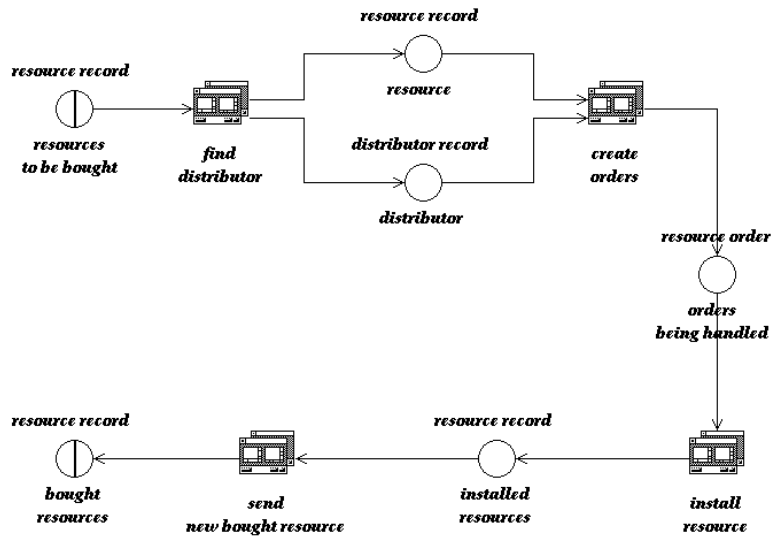 resource record
resource record
resource
resources
to be bought
find
distributor
distributor record
distributor
create
orders
resource order
orders
being handled
resource record
bought
resources
send
new bought resource
resource record
installed
resources
install
resource